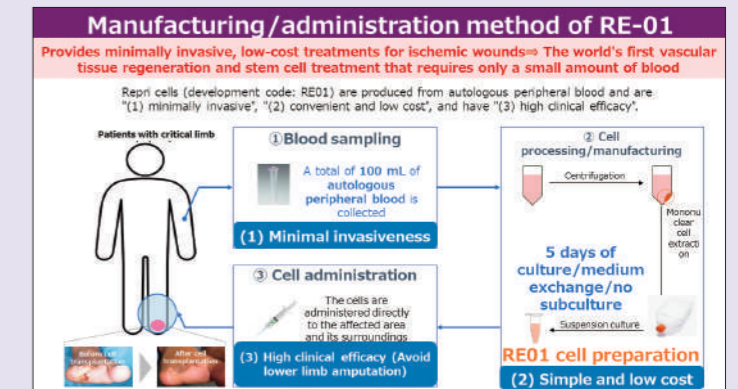 Manufacturing/administration method of RE-01
Provides minimally invasive, low-cost treatments for ischemic wounds⇒ The world's first vascular
tissue regeneration and stem cell treatment that requires only a small amount of blood
Repri cells (development code: RE01) are produced from autologous peripheral blood and are
"(1) minimally invasive", "(2) convenient and low cost", and have "(3) high clinical efficacy".
Patients with critical limb
①Blood sampling
A total of 100 mL of
autologous
peripheral blood is
collected
(1) Minimal invasiveness
② Cell
processing/manufacturing
Centrifugation
Mononu
clear
cell
extracti
on
5 days of
culture/medium
exchange/no
subculture
Suspension culture
RE01 cell preparation
(2) Simple and low cost
③ Cell administration
The cells are
administered directly
to the affected area
and its surroundings
(3) High clinical efficacy (Avoid
lower limb amputation)
Before cell
transplantation
After cell
transplantation